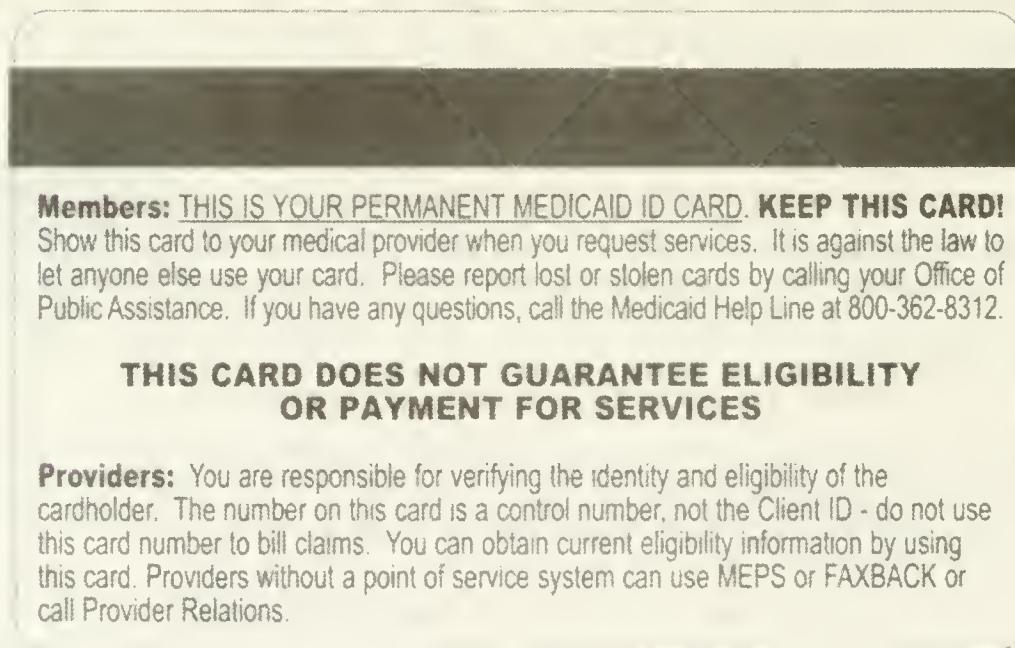 Members: THIS IS YOUR PERMANENT MEDICAID ID CARD. KEEP THIS CARD!
Show this card to your medical provider when you request services. It is against the law to
let anyone else use your card. Please report lost or stolen cards by calling your Office of
Public Assistance. If you have any questions, call the Medicaid Help Line at 800-362-8312.
THIS CARD DOES NOT GUARANTEE ELIGIBILITY
OR PAYMENT FOR SERVICES
Providers: You are responsible for verifying the identity and eligibility of the
cardholder. The number on this card is a control number, not the Client ID - do not use
this card number to bill claims. You can obtain current eligibility information by using
this card. Providers without a point of service system can use MEPS or FAXBACK or
call Provider Relations.